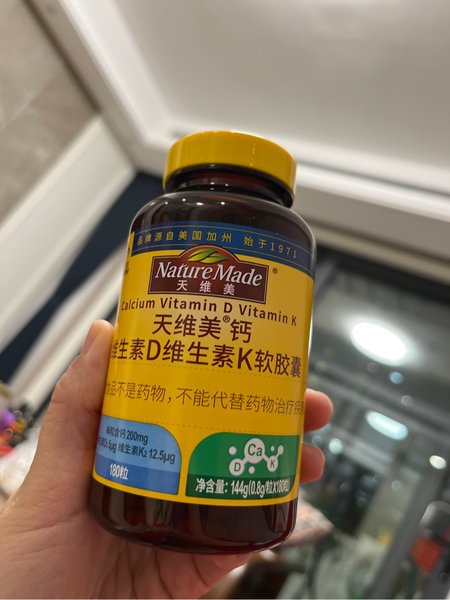 品牌源自美国加州 始于1971
Nature Made®
天维美
Calcium Vitamin D Vitamin K
天维美®钙
维生素D维生素K软胶囊
品不是药物，不能代替药物治疗疾
每粒含钙 200mg
5μg 维生素K2 12.5μg
180粒
D Ca K
净含量：144g(0.8g/粒X180粒)